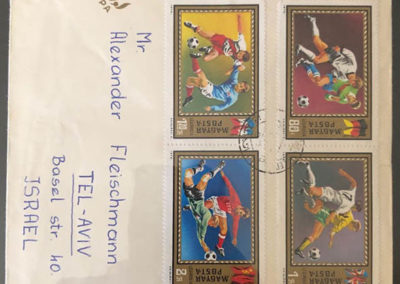 Mr
Alexander Fleischmann
TEL-AVIV
Basel str. 40.
ISRAEL
MAGYAR
POSTA
MAGYAR
POSTA
MAGYAR
POSTA
MAGYAR
POSTA